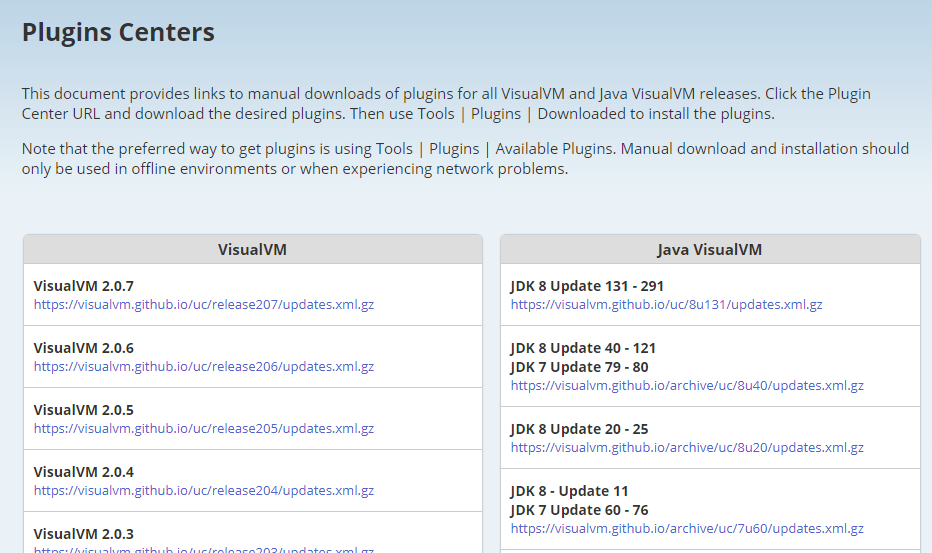 Plugins Centers
This document provides links to manual downloads of plugins for all VisualVM and Java VisualVM releases. Click the Plugin
Center URL and download the desired plugins. Then use Tools | Plugins | Downloaded to install the plugins.
Note that the preferred way to get plugins is using Tools | Plugins | Available Plugins. Manual download and installation should
only be used in offline environments or when experiencing network problems.
VisualVM
VisualVM 2.0.7
https://visualvm.github.io/uc/release207/updates.xml.gz
VisualVM 2.0.6
https://visualvm.github.io/uc/release206/updates.xml.gz
VisualVM 2.0.5
https://visualvm.github.io/uc/release205/updates.xml.gz
VisualVM 2.0.4
https://visualvm.github.io/uc/release204/updates.xml.gz
VisualVM 2.0.3
https://visualvm.github.io/uc/release203/updates.xml.gz
Java VisualVM
JDK 8 Update 131 - 291
https://visualvm.github.io/uc/8u131/updates.xml.gz
JDK 8 Update 40 - 121
JDK 7 Update 79 - 80
https://visualvm.github.io/archive/uc/8u40/updates.xml.gz
JDK 8 Update 20 - 25
https://visualvm.github.io/archive/uc/8u20/updates.xml.gz
JDK 8 - Update 11
JDK 7 Update 60 - 76
https://visualvm.github.io/archive/uc/7u60/updates.xml.gz